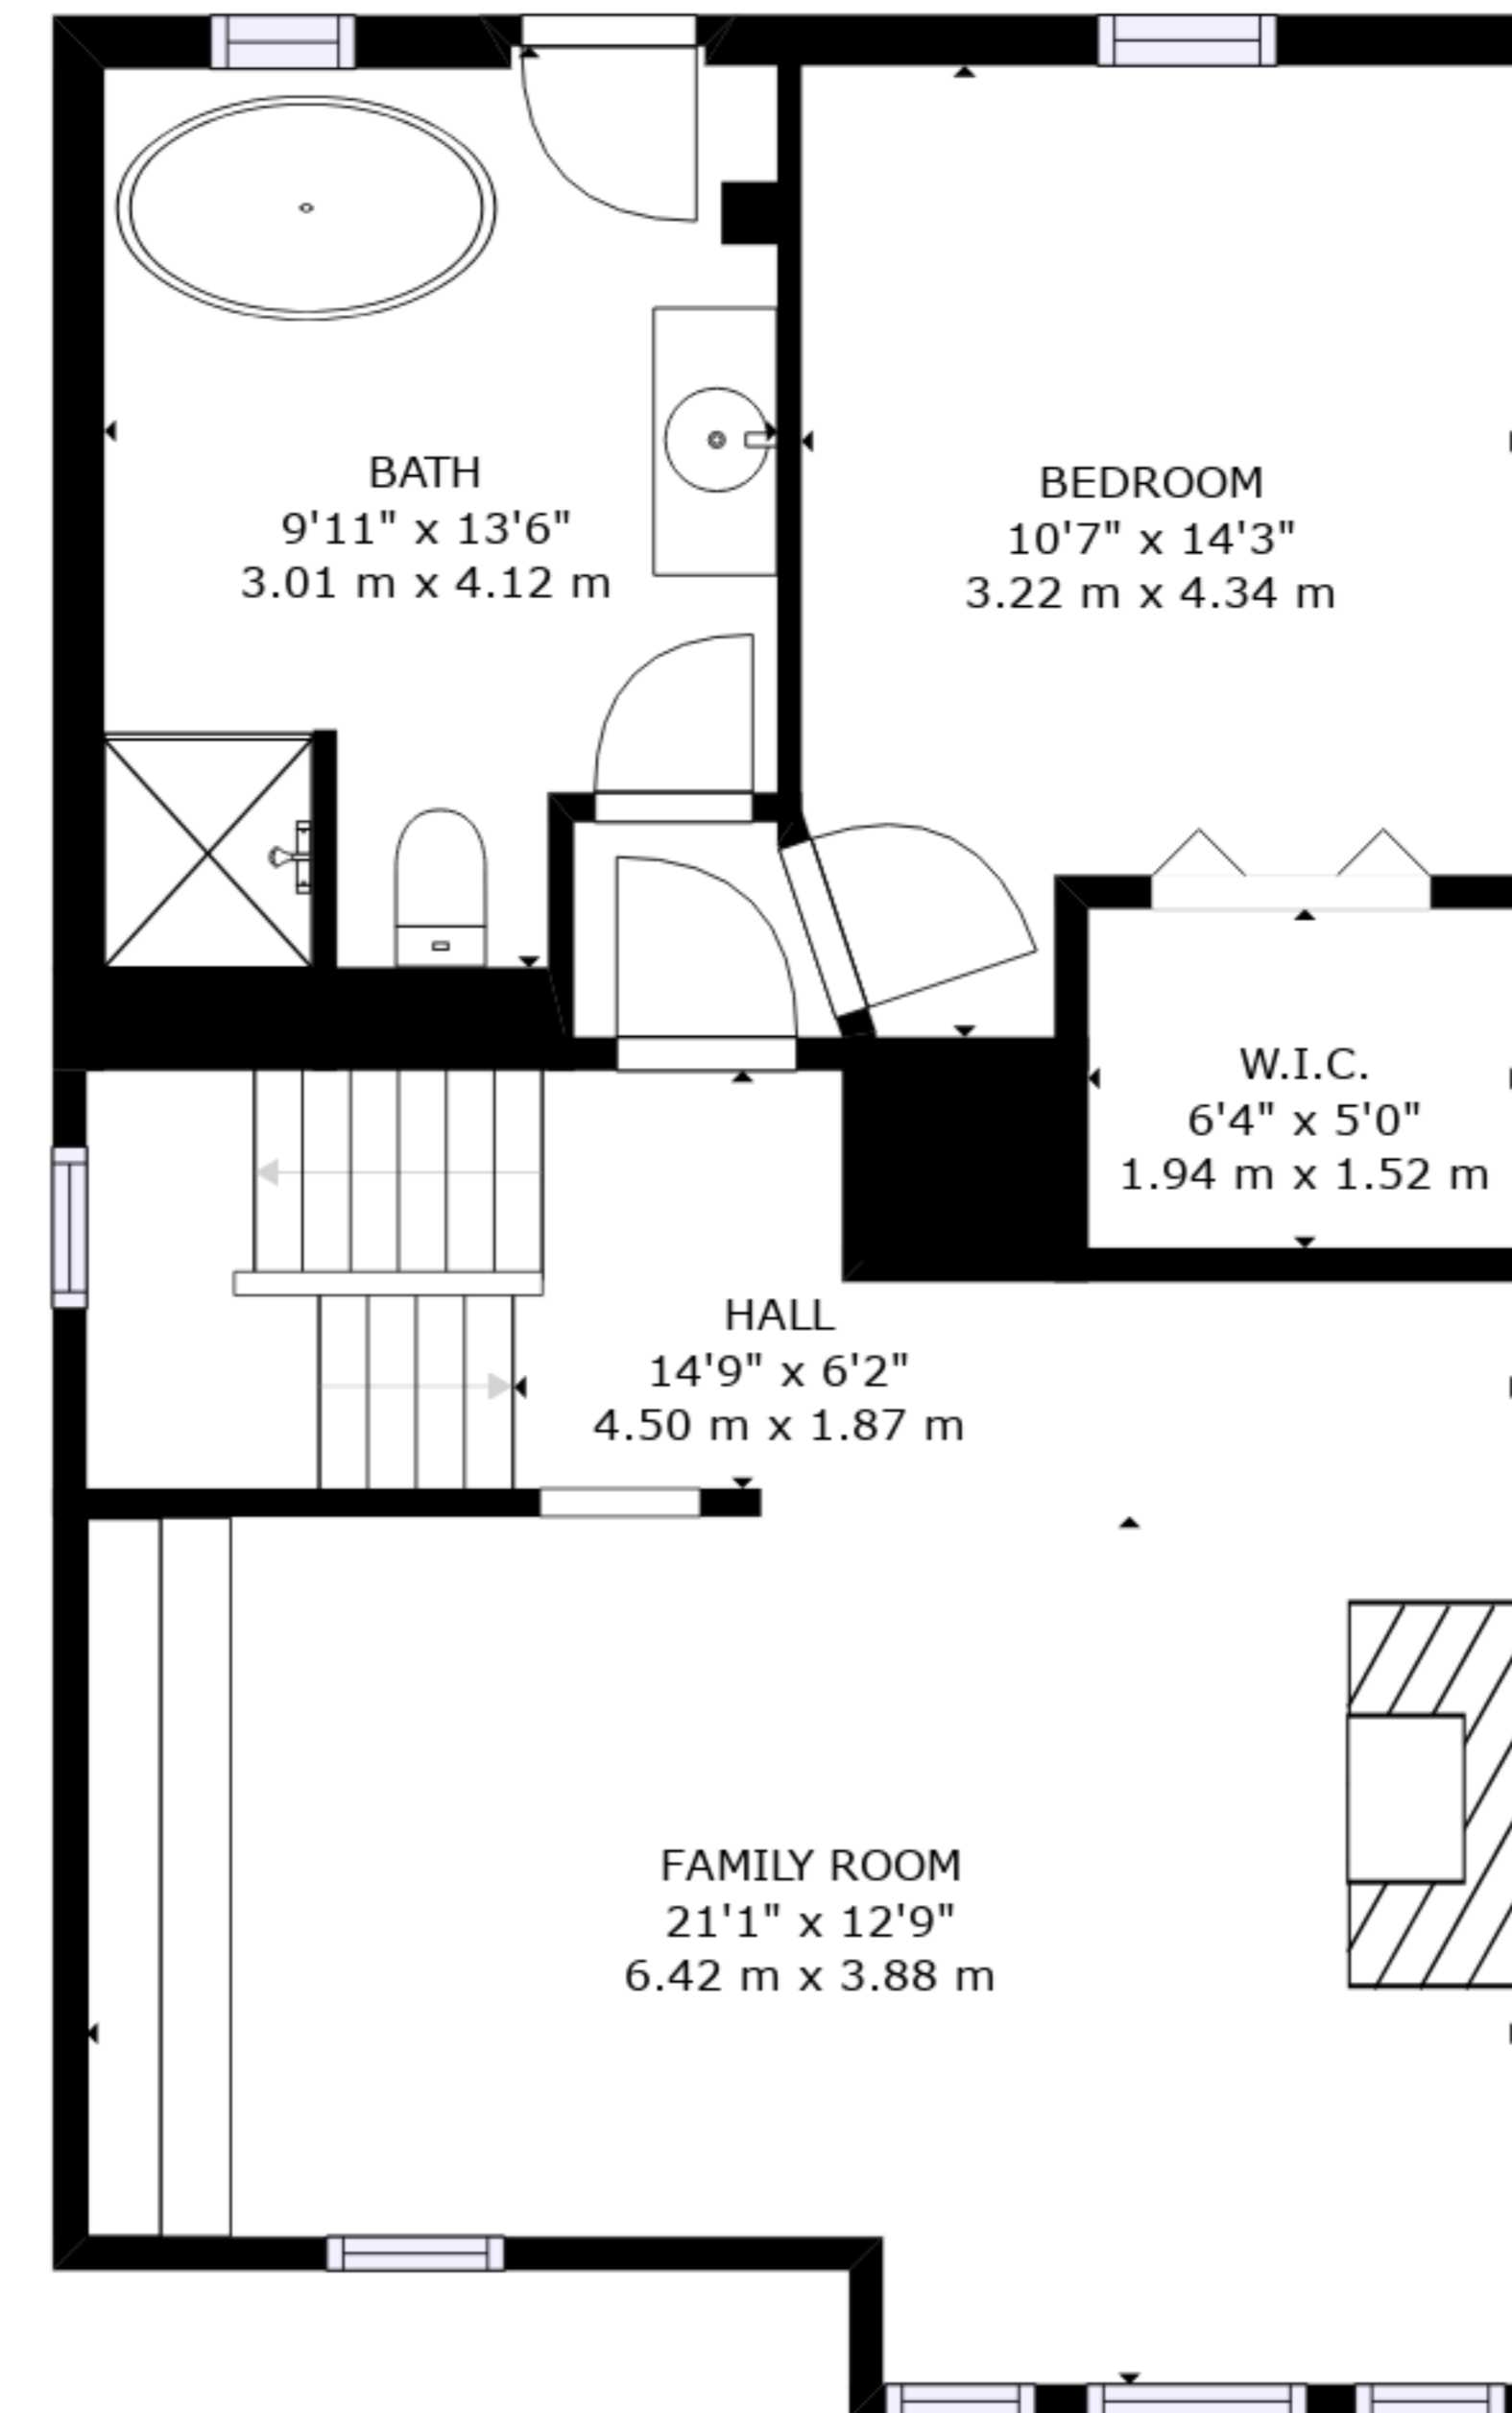 BATH
9'11" x 13'6"
3.01 m x 4.12 m
BEDROOM
10'7" x 14'3"
3.22 m x 4.34 m
W.I.C.
6'4" x 5'0"
1.94 m x 1.52 m
HALL
14'9" x 6'2"
4.50 m x 1.87 m
FAMILY ROOM
21'1" x 12'9"
6.42 m x 3.88 m